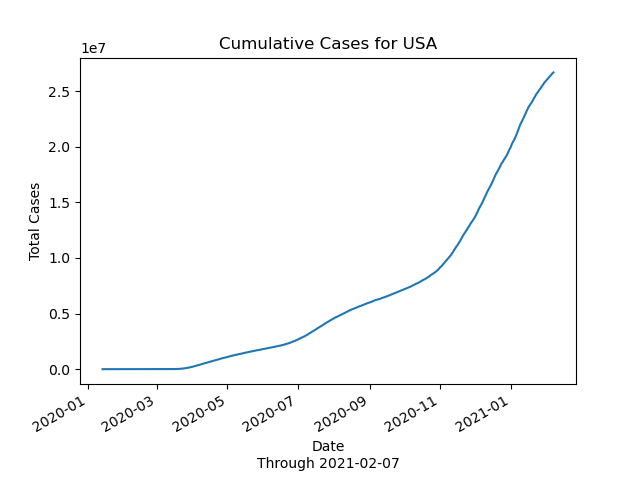 Cumulative Cases for USA
1e7
2.5
2.0
1.5
1.0
0.5
0.0
Total Cases
2020-01
2020-03
2020-05
2020-07
2020-09
2020-11
2021-01
Date
Through 2021-02-07